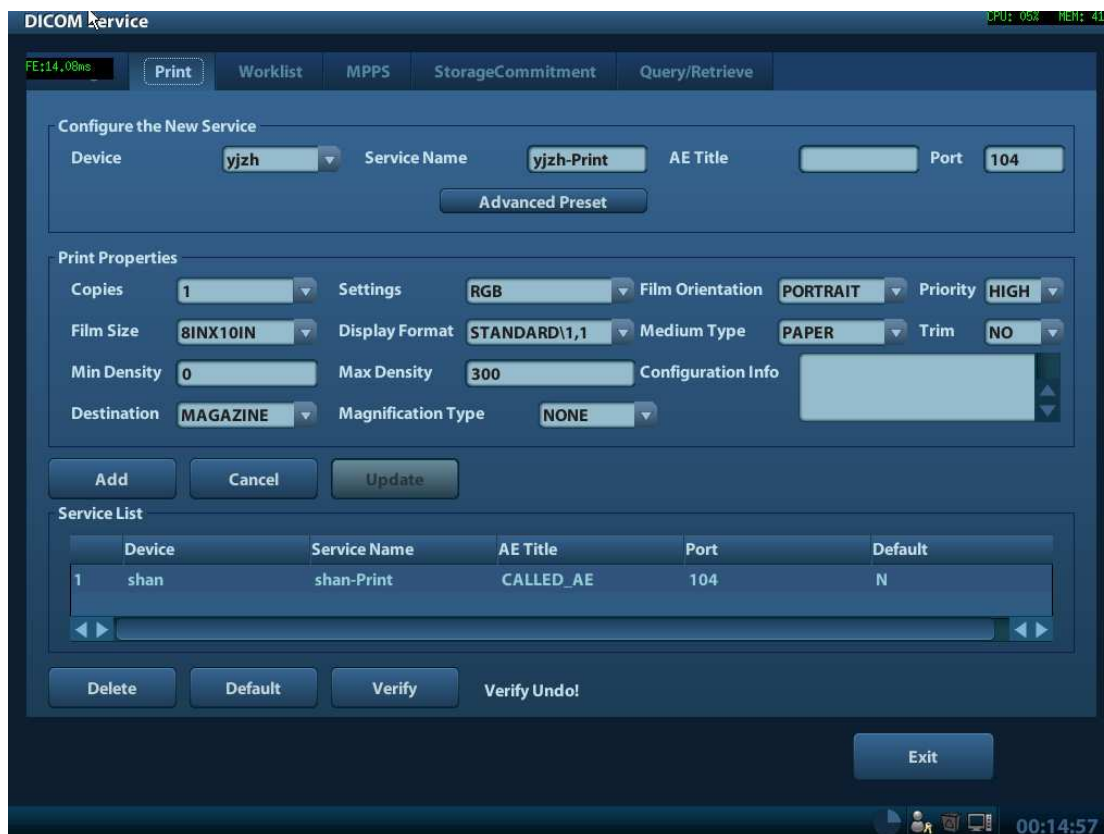 DICOM Service
CPU: 05% MEM: 41
FE:14.08ms
Print Worklist MPPS StorageCommitment Query/Retrieve
Configure the New Service
Device yjzh Service Name yjzh-Print AE Title Port 104
Advanced Preset
Print Properties
Copies 1 Settings RGB Film Orientation PORTRAIT Priority HIGH
Film Size 8INX10IN Display Format STANDARD\1,1 Medium Type PAPER Trim NO
Min Density 0 Max Density 300 Configuration Info
Destination MAGAZINE Magnification Type NONE
Add Cancel Update
Service List
Device Service Name AE Title Port Default
1 shan shan-Print CALLED_AE 104 N
Delete Default Verify Verify Undo!
Exit
00:14:57